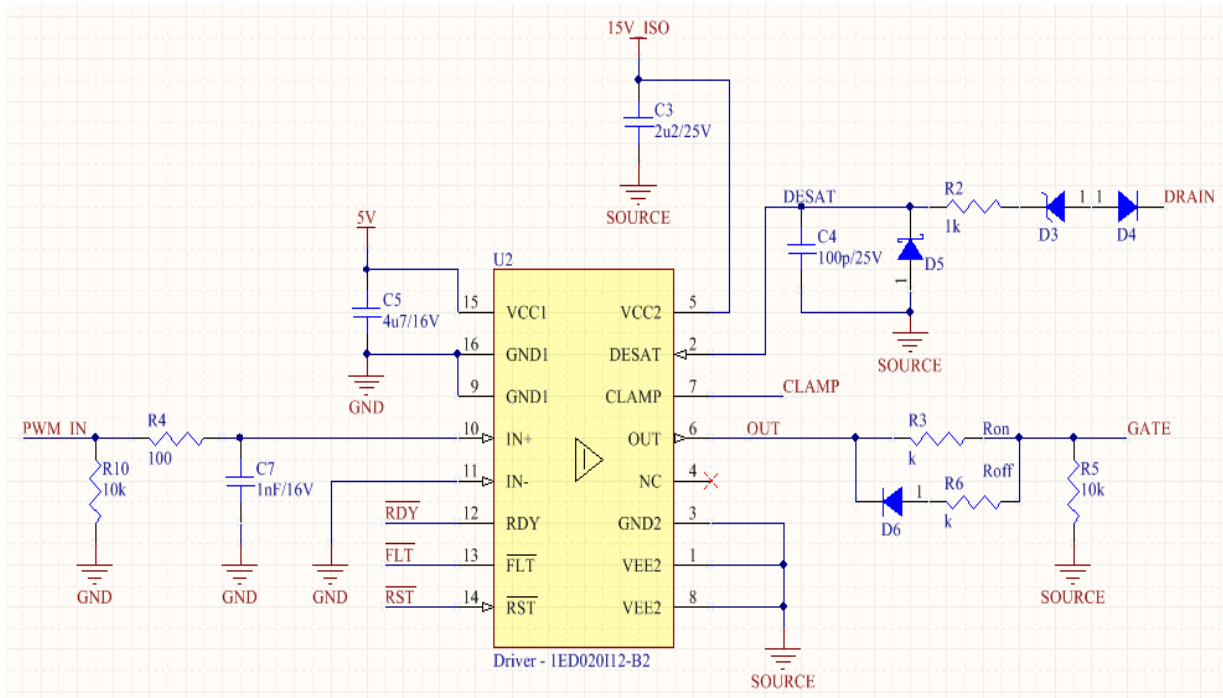 15V_ISO
C3
2u2/25V
SOURCE
DESAT
R2
1k
1 1
D3
D4
DRAIN
C4
100p/25V
D5
1
SOURCE
5V
C5
4u7/16V
GND
U2
15 VCC1
16 GND1
9 GND1
10 IN+
11 IN-
12 RDY
13 FLT
14 RST
VCC2 5
DESAT 2
CLAMP 7
OUT 6
NC 4
GND2 3
VEE2 1
VEE2 8
Driver - 1ED020I12-B2
PWM_IN
R4
100
R10
10k
C7
1nF/16V
GND
GND
GND
RDY
FLT
RST
CLAMP
OUT
R3
k
Ron
Roff
R6
k
1
D6
GATE
R5
10k
SOURCE
SOURCE